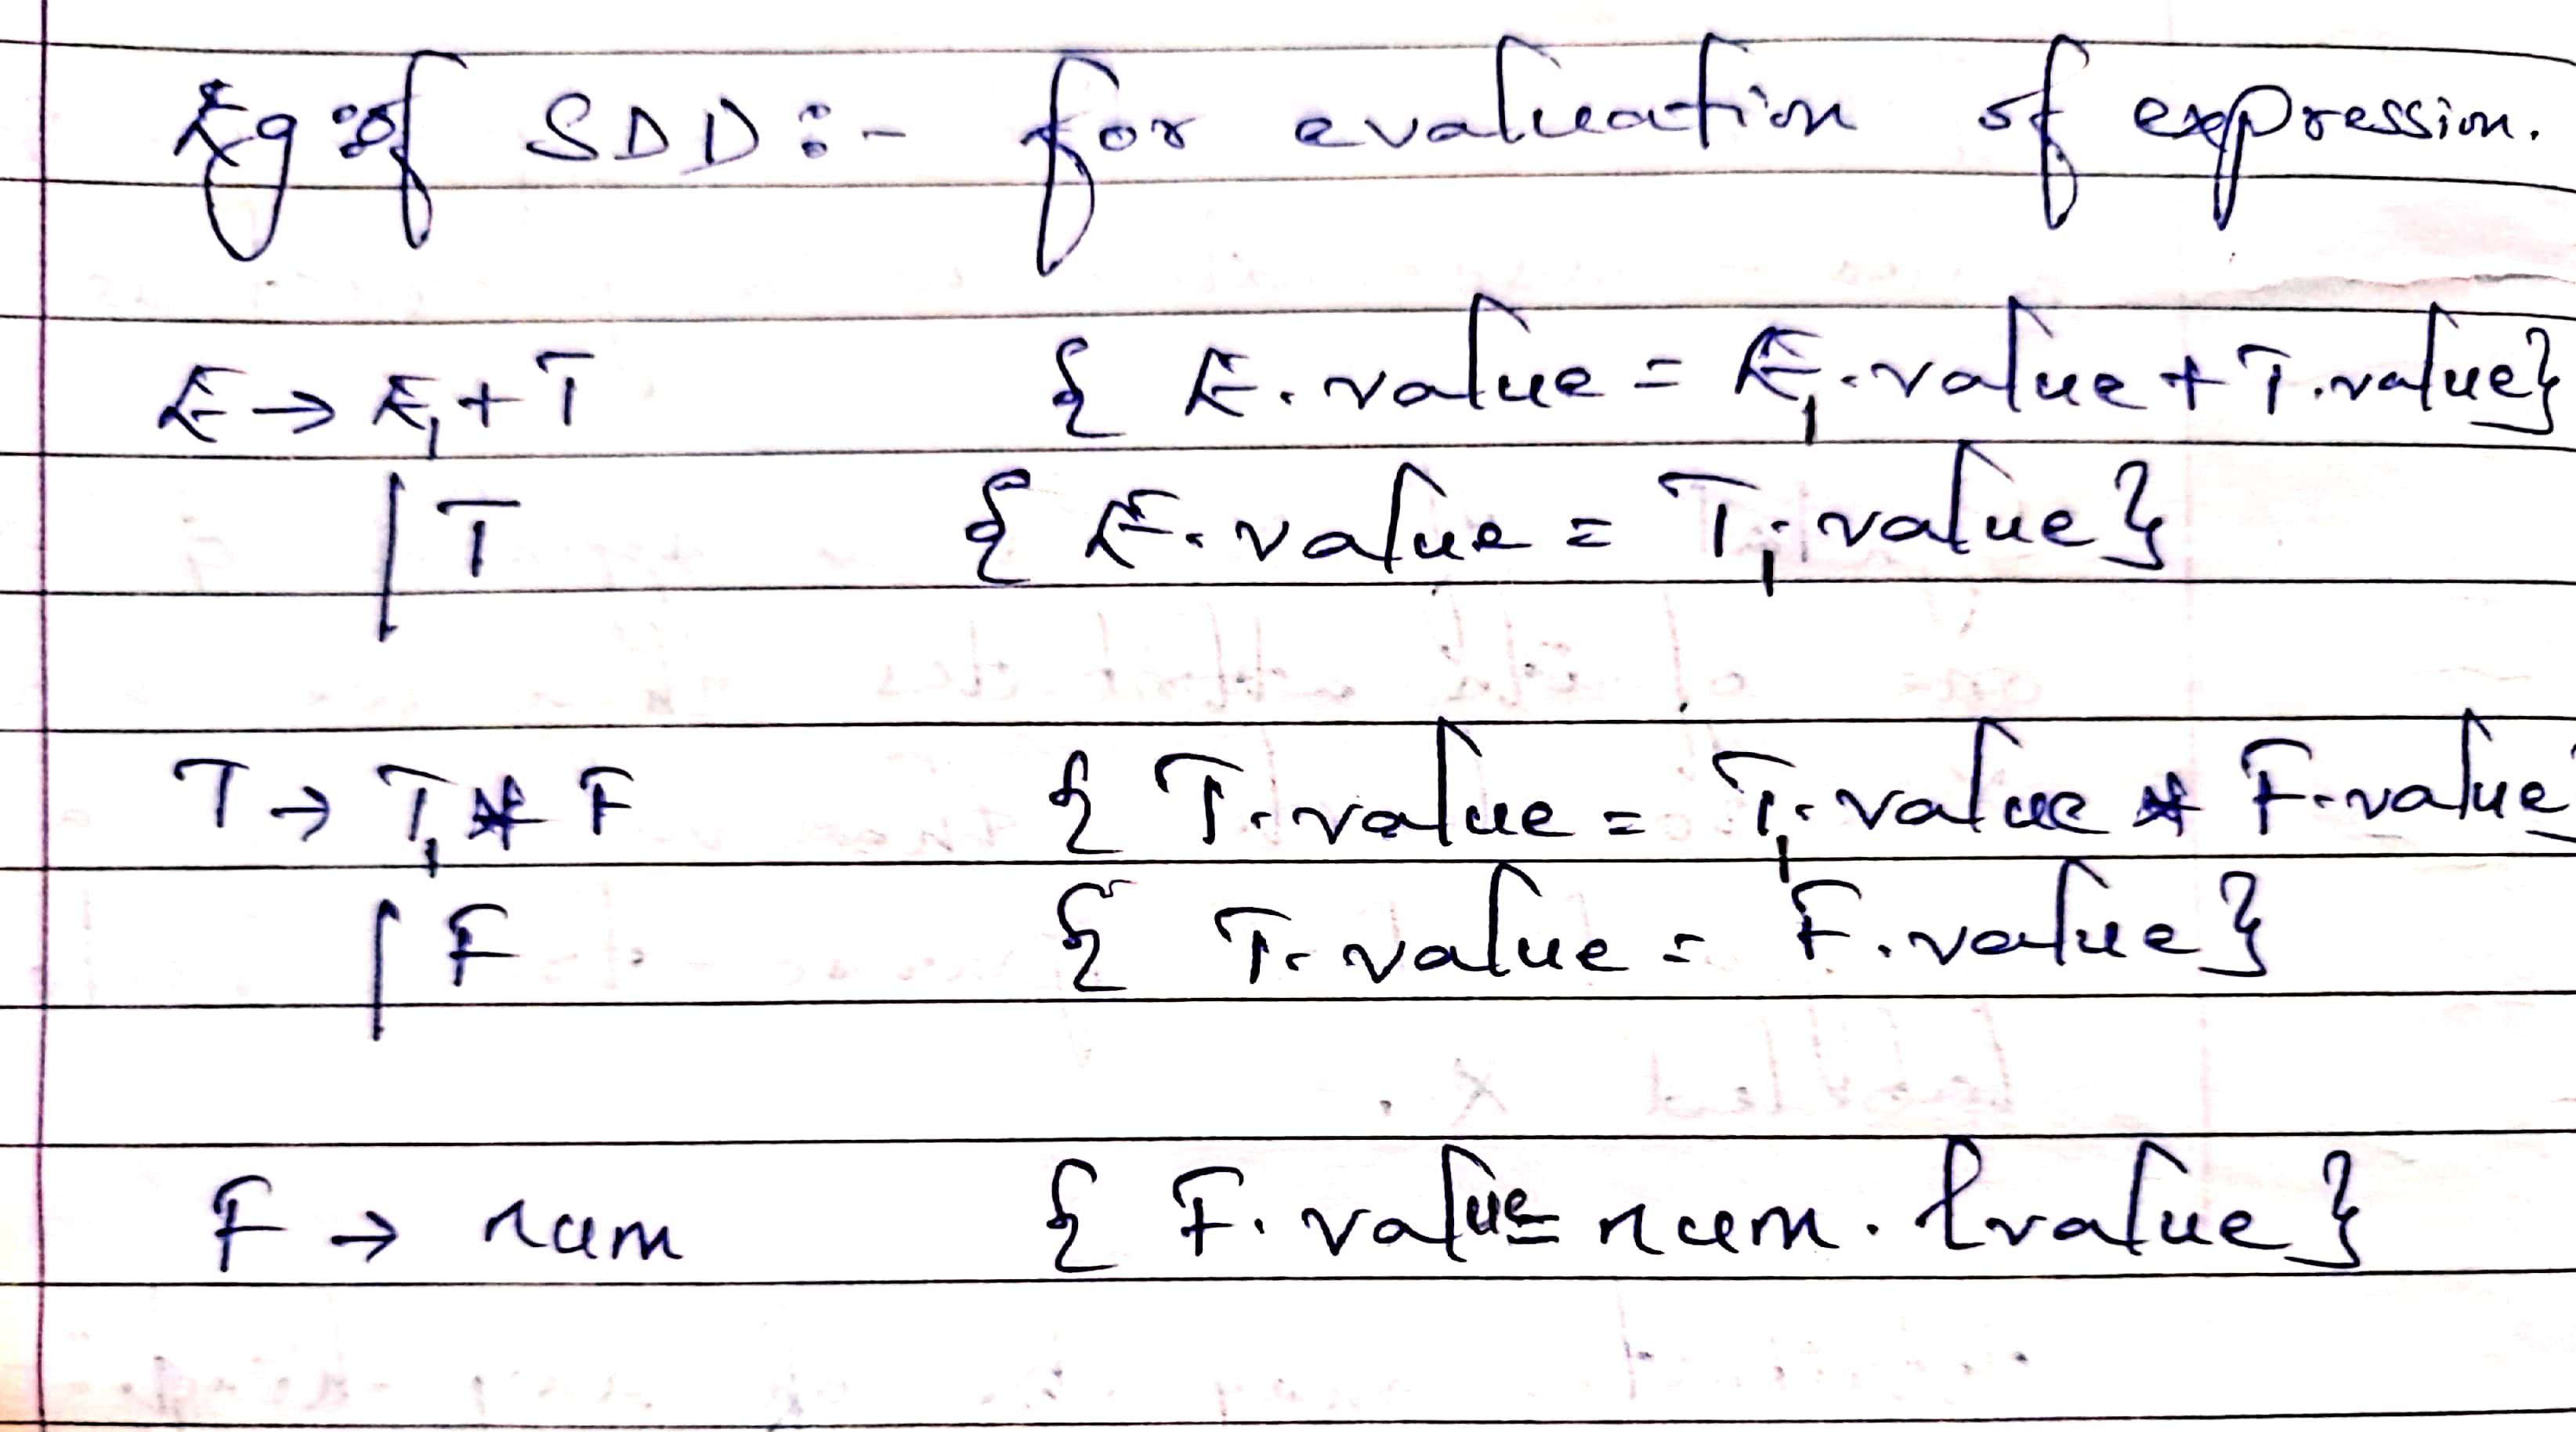 Eg :of SDD :- for evaluation of expression.
E → E₁ + T { E.value = E₁.value + T.value}
| T { E.value = T₁.value}
T → T₁ * F { T.value = T₁.value * F.value
| F { T.value = F.value}
F → num { F.value = num.lvalue}